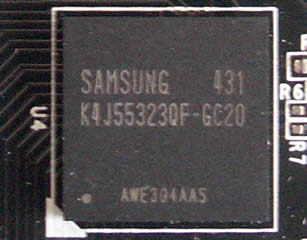 SAMSUNG 431
K4J55323QF-GC20
AWE304AAS
U4
R6
R7